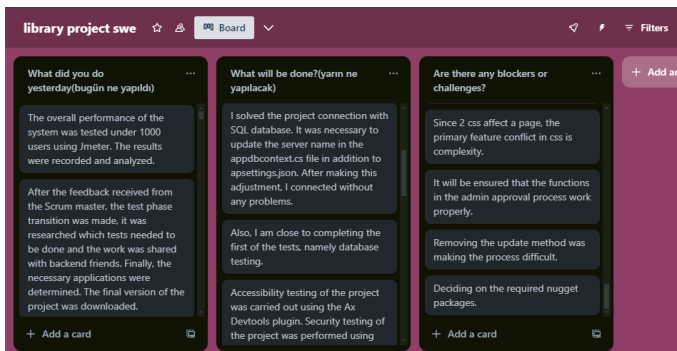 library project swe
Board
Filters
What did you do
yesterday(bugün ne yapıldı)
The overall performance of the
system was tested under 1000
users using Jmeter. The results
were recorded and analyzed.
After the feedback received from
the Scrum master, the test phase
transition was made, it was
researched which tests needed to
be done and the work was shared
with backend friends. Finally, the
necessary applications were
determined. The final version of the
project was downloaded.
+ Add a card
What will be done?(yarın ne
yapılacak)
I solved the project connection with
SQL database. It was necessary to
update the server name in the
appdbcontext.cs file in addition to
apsettings.json. After making this
adjustment, I connected without
any problems.
Also, I am close to completing the
first of the tests, namely database
testing.
Accessibility testing of the project
was carried out using the Ax
Devtools plugin. Security testing of
the project was performed using
+ Add a card
Are there any blockers or
challenges?
Since 2 css affect a page, the
primary feature conflict in css is
complexity.
It will be ensured that the functions
in the admin approval process work
properly.
Removing the update method was
making the process difficult.
Deciding on the required nugget
packages.
+ Add a card
+ Add an